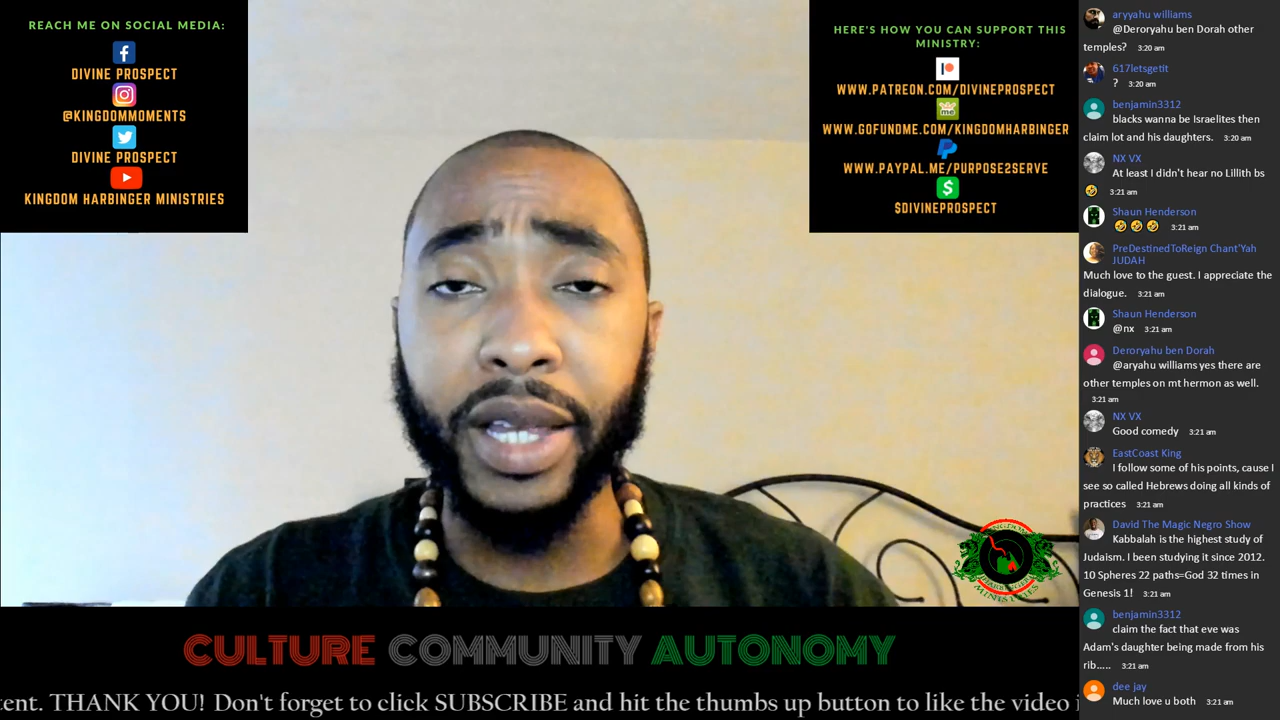 REACH ME ON SOCIAL MEDIA:
DIVINE PROSPECT
@KINGDOMMOMENTS
DIVINE PROSPECT
KINGDOM HARBINGER MINISTRIES
HERE'S HOW YOU CAN SUPPORT THIS
MINISTRY:
WWW.PATREON.COM/DIVINEPROSPECT
me
WWW.GOFUNDME.COM/KINGDOMHARBINGER
WWW.PAYPAL.ME/PURPOSE2SERVE
$
$DIVINEPROSPECT
aryyahu williams
@Deroryahu ben Dorah other
temples? 3:20 am
617letsgetit
? 3:20 am
benjamin3312
blacks wanna be Israelites then
claim lot and his daughters. 3:20 am
NX VX
At least I didn't hear no Lillith bs
🤣 3:21 am
Shaun Henderson
🤣 🤣 🤣 3:21 am
PreDestinedToReign Chant'Yah
JUDAH
Much love to the guest. I appreciate the
dialogue. 3:21 am
Shaun Henderson
@nx 3:21 am
Deroryahu ben Dorah
@aryahu williams yes there are
other temples on mt hermon as well.
3:21 am
NX VX
Good comedy 3:21 am
EastCoast King
I follow some of his points, cause I
see so called Hebrews doing all kinds of
practices 3:21 am
David The Magic Negro Show
Kabbalah is the highest study of
Judaism. I been studying it since 2012.
10 Spheres 22 paths=God 32 times in
Genesis 1! 3:21 am
benjamin3312
claim the fact that eve was
Adam's daughter being made from his
rib..... 3:21 am
dee jay
Much love u both 3:21 am
KINGDOM
HARBINGER
MINISTRIES
CULTURE COMMUNITY AUTONOMY
tent. THANK YOU! Don't forget to click SUBSCRIBE and hit the thumbs up button to like the video i